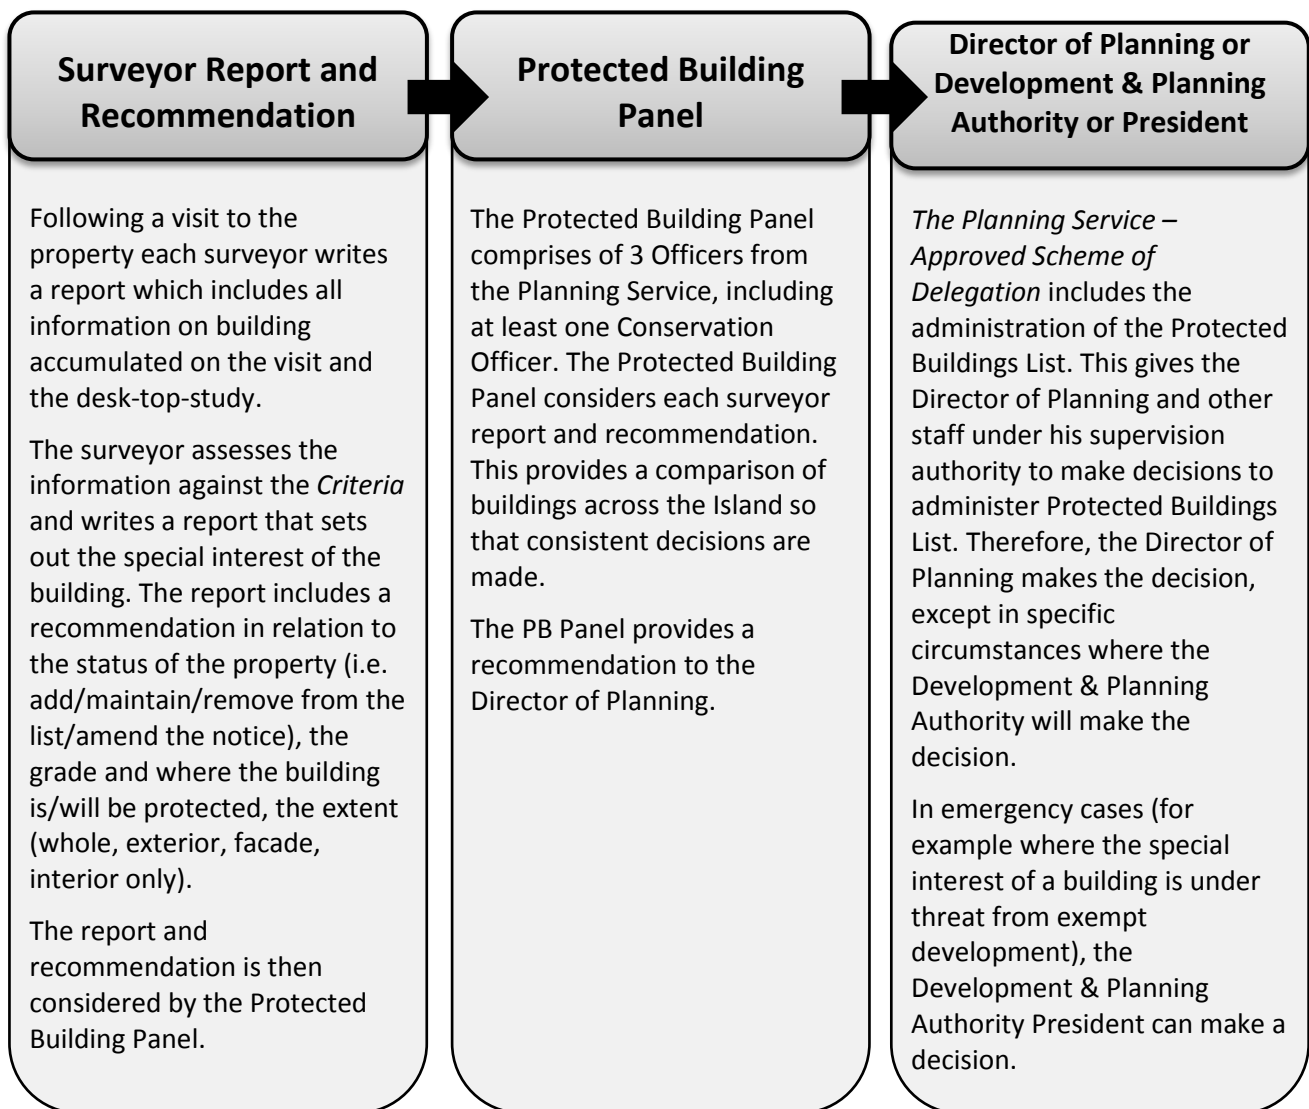 Surveyor Report and
Recommendation
Following a visit to the
property each surveyor writes
a report which includes all
information on building
accumulated on the visit and
the desk-top-study.
The surveyor assesses the
information against the Criteria
and writes a report that sets
out the special interest of the
building. The report includes a
recommendation in relation to
the status of the property (i.e.
add/maintain/remove from the
list/amend the notice), the
grade and where the building
is/will be protected, the extent
(whole, exterior, facade,
interior only).
The report and
recommendation is then
considered by the Protected
Building Panel.
Protected Building
Panel
The Protected Building Panel
comprises of 3 Officers from
the Planning Service, including
at least one Conservation
Officer. The Protected Building
Panel considers each surveyor
report and recommendation.
This provides a comparison of
buildings across the Island so
that consistent decisions are
made.
The PB Panel provides a
recommendation to the
Director of Planning.
Director of Planning or
Development & Planning
Authority or President
The Planning Service –
Approved Scheme of
Delegation includes the
administration of the Protected
Buildings List. This gives the
Director of Planning and other
staff under his supervision
authority to make decisions to
administer Protected Buildings
List. Therefore, the Director of
Planning makes the decision,
except in specific
circumstances where the
Development & Planning
Authority will make the
decision.
In emergency cases (for
example where the special
interest of a building is under
threat from exempt
development), the
Development & Planning
Authority President can make a
decision.